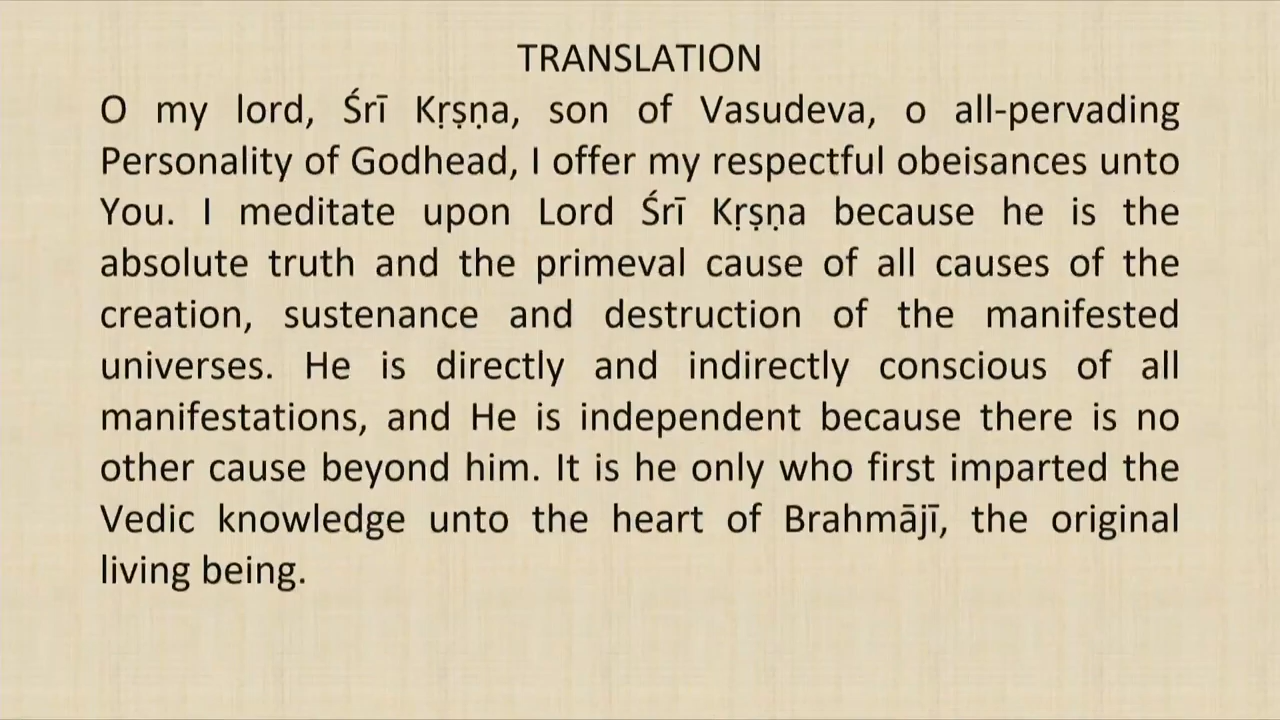 TRANSLATION
O my lord, Śrī Kṛṣṇa, son of Vasudeva, o all-pervading
Personality of Godhead, I offer my respectful obeisances unto
You. I meditate upon Lord Śrī Kṛṣṇa because he is the
absolute truth and the primeval cause of all causes of the
creation, sustenance and destruction of the manifested
universes. He is directly and indirectly conscious of all
manifestations, and He is independent because there is no
other cause beyond him. It is he only who first imparted the
Vedic knowledge unto the heart of Brahmājī, the original
living being.